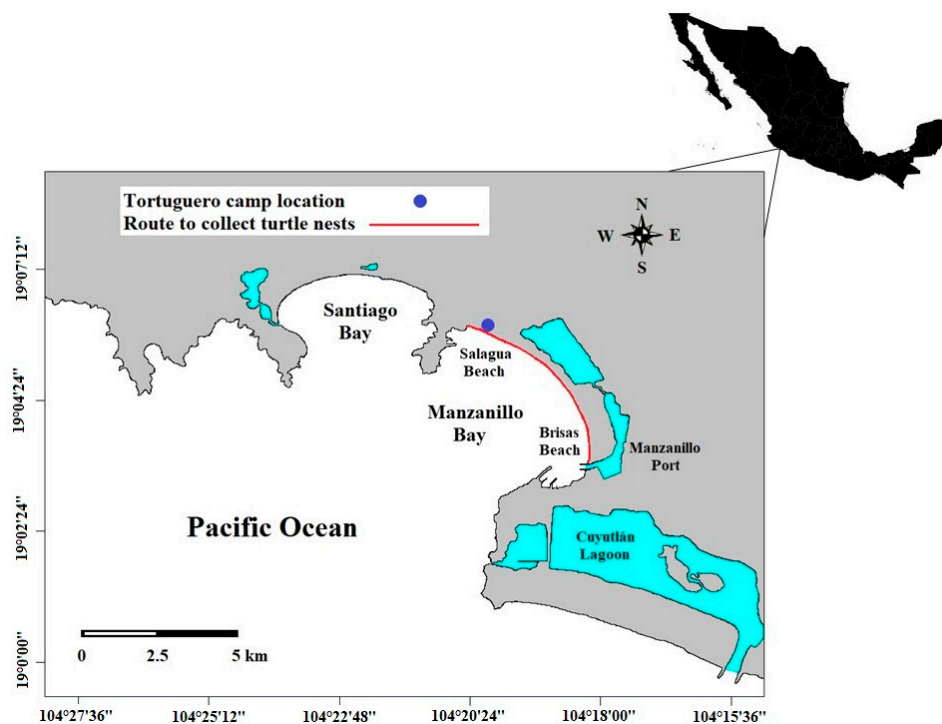 Tortuguero camp location
Route to collect turtle nests
N
W
E
S
19°07'12"
Santiago
Bay
Salagua
Beach
19°04'24"
Manzanillo
Bay
Brisas
Beach
Manzanillo
Port
19°02'24"
Pacific Ocean
Cuyutlán
Lagoon
0
2.5
5 km
19°0'00"
104°27'36"
104°25'12"
104°22'48"
104°20'24"
104°18'00"
104°15'36"